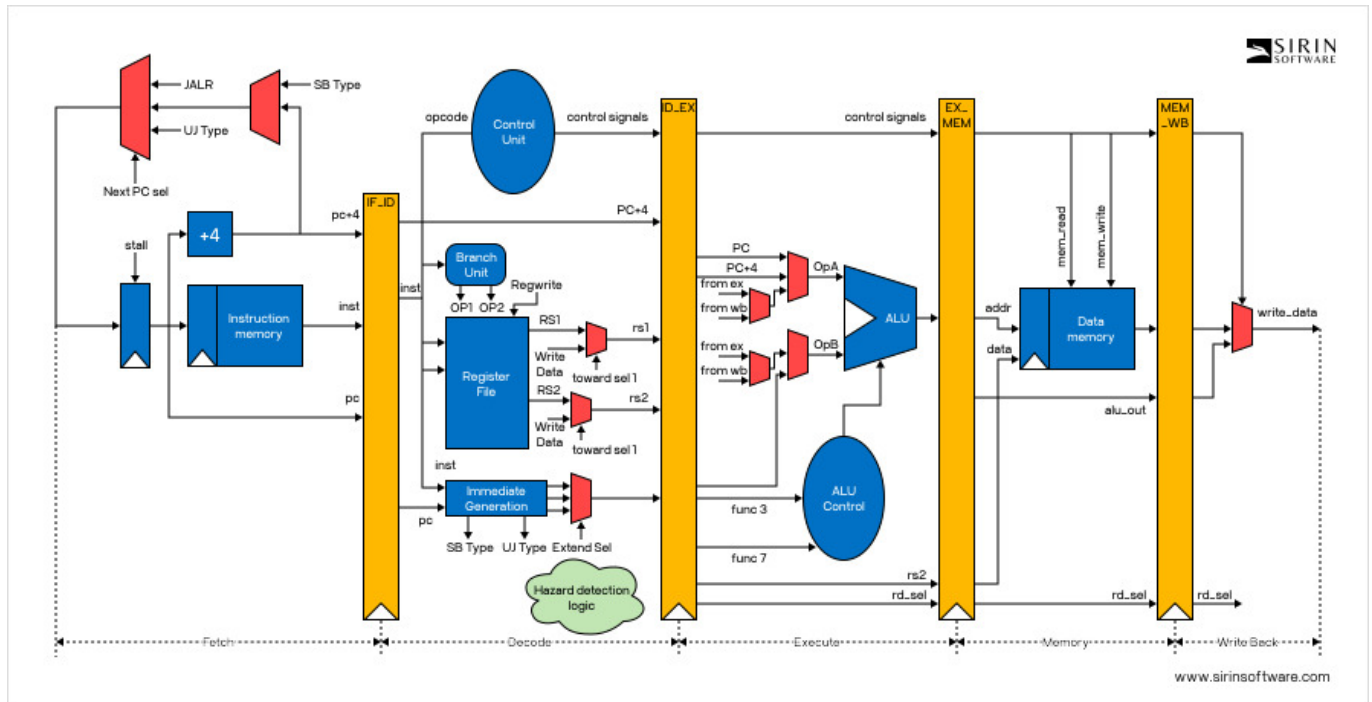 SIRIN
SOFTWARE
JALR
SB Type
UJ Type
Next PC sel
stall
+4
pc+4
Instruction
memory
inst
pc
IF_ID
opcode
Control
Unit
control signals
PC+4
Branch
Unit
inst
OP1
OP2
Regwrite
Register
File
RS1
rs1
Write
Data
toward sel 1
RS2
rs2
Write
Data
toward sel 1
inst
Immediate
Generation
pc
SB Type
UJ Type
Extend Sel
Hazard detection
logic
ID_EX
control signals
PC
PC+4
from ex
from wb
OpA
from ex
from wb
OpB
ALU
ALU
Control
func 3
func 7
rs2
rd_sel
EX_
MEM
mem_read
mem_write
addr
data
Data
memory
alu_out
rd_sel
MEM
_WB
write_data
rd_sel
Fetch
Decode
Execute
Memory
Write Back
www.sirinsoftware.com